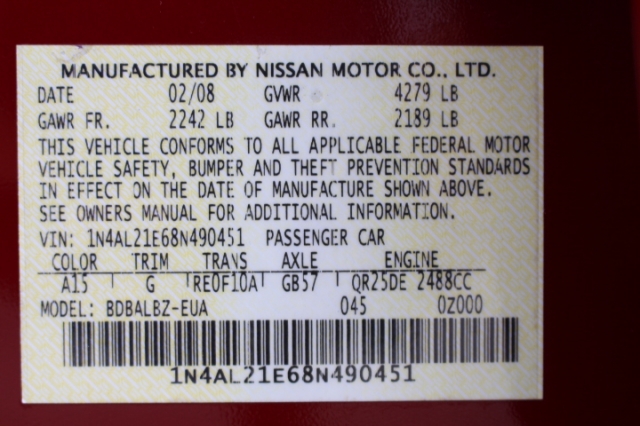 MANUFACTURED BY NISSAN MOTOR CO., LTD.
DATE 02/08 GVWR 4279 LB
GAWR FR. 2242 LB GAWR RR. 2189 LB
THIS VEHICLE CONFORMS TO ALL APPLICABLE FEDERAL MOTOR
VEHICLE SAFETY, BUMPER AND THEFT PREVENTION STANDARDS
IN EFFECT ON THE DATE OF MANUFACTURE SHOWN ABOVE.
SEE OWNERS MANUAL FOR ADDITIONAL INFORMATION.
VIN: 1N4AL21E68N490451 PASSENGER CAR
COLOR TRIM TRANS AXLE ENGINE
A15 G RE0F10A GB57 QR25DE 2488CC
MODEL: BDBALBZ-EUA 045 0Z000
1N4AL21E68N490451